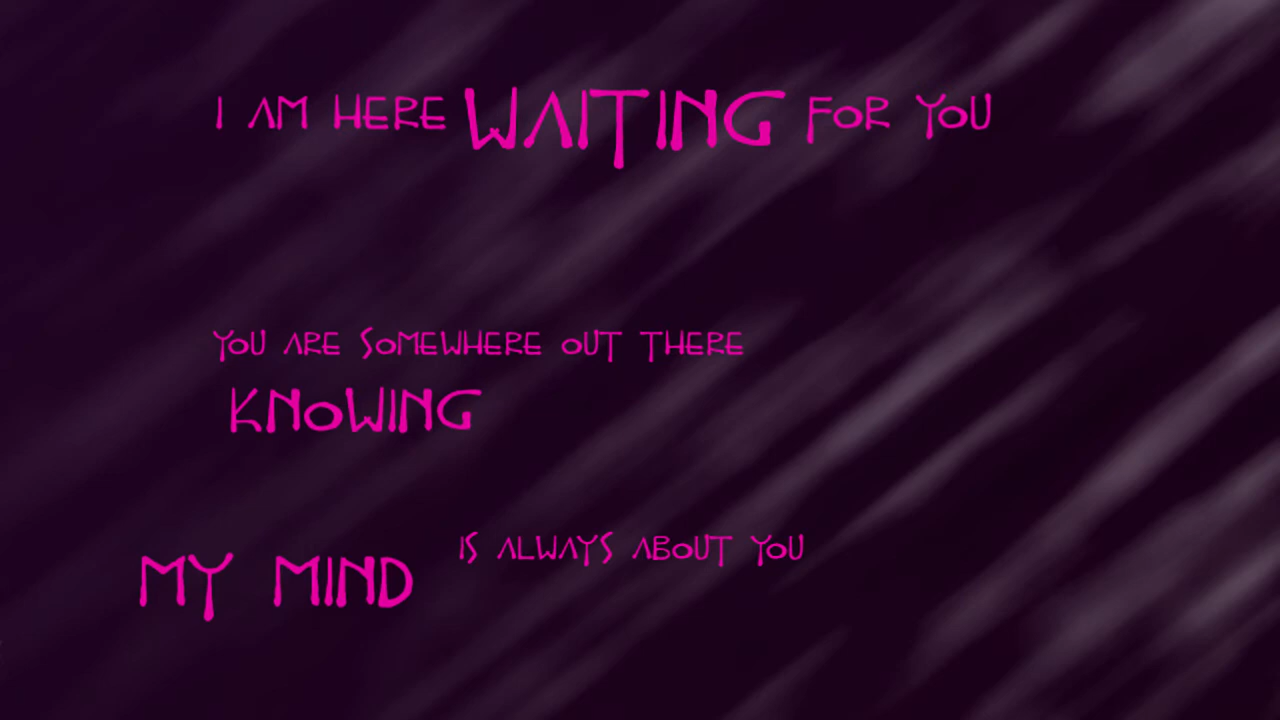 I AM HERE WAITING FOR YOU
YOU ARE SOMEWHERE OUT THERE
KNOWING
MY MIND IS ALWAYS ABOUT YOU